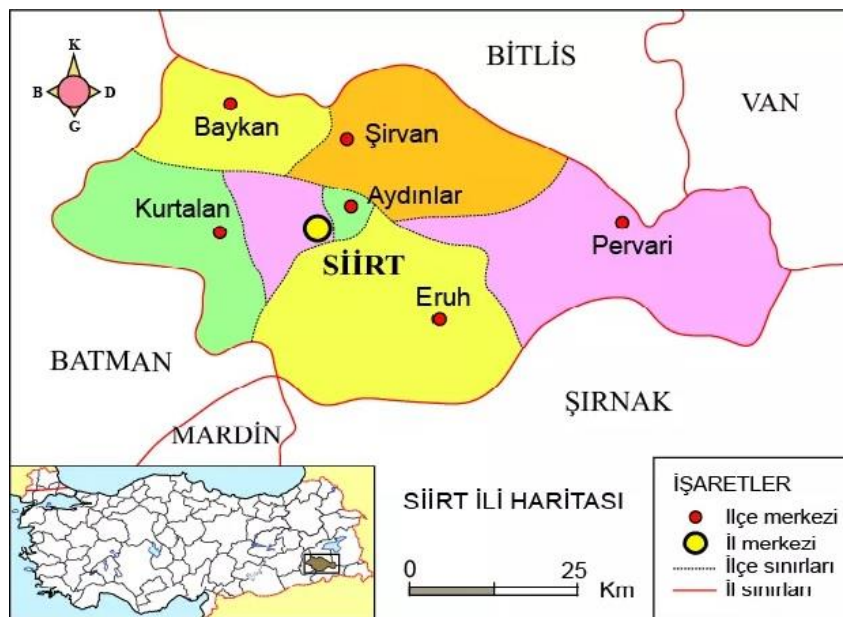 K
B D
G
BİTLİS
VAN
Baykan
Şirvan
Kurtalan
Aydınlar
Pervari
SİİRT
Eruh
BATMAN
ŞIRNAK
MARDİN
SİİRT İLİ HARİTASI
0 25
Km
İŞARETLER
İlçe merkezi
İl merkezi
İlçe sınırları
İl sınırları